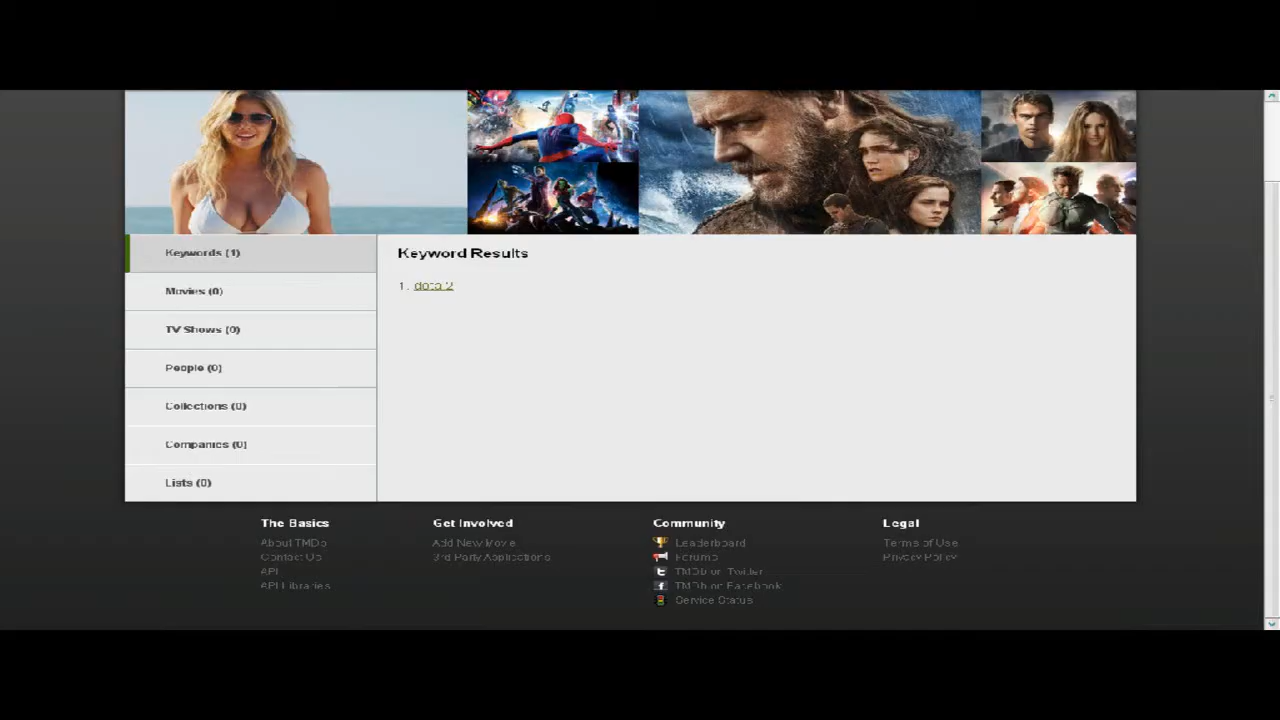 Keywords (1)
Movies (0)
TV Shows (0)
People (0)
Collections (0)
Companies (0)
Lists (0)
Keyword Results
1. dota 2
The Basics
About TMDb
Contact Us
API
API Libraries
Get Involved
Add New Movie
3rd Party Applications
Community
Leaderboard
Forums
TMDb on Twitter
TMDb on Facebook
Service Status
Legal
Terms of Use
Privacy Policy